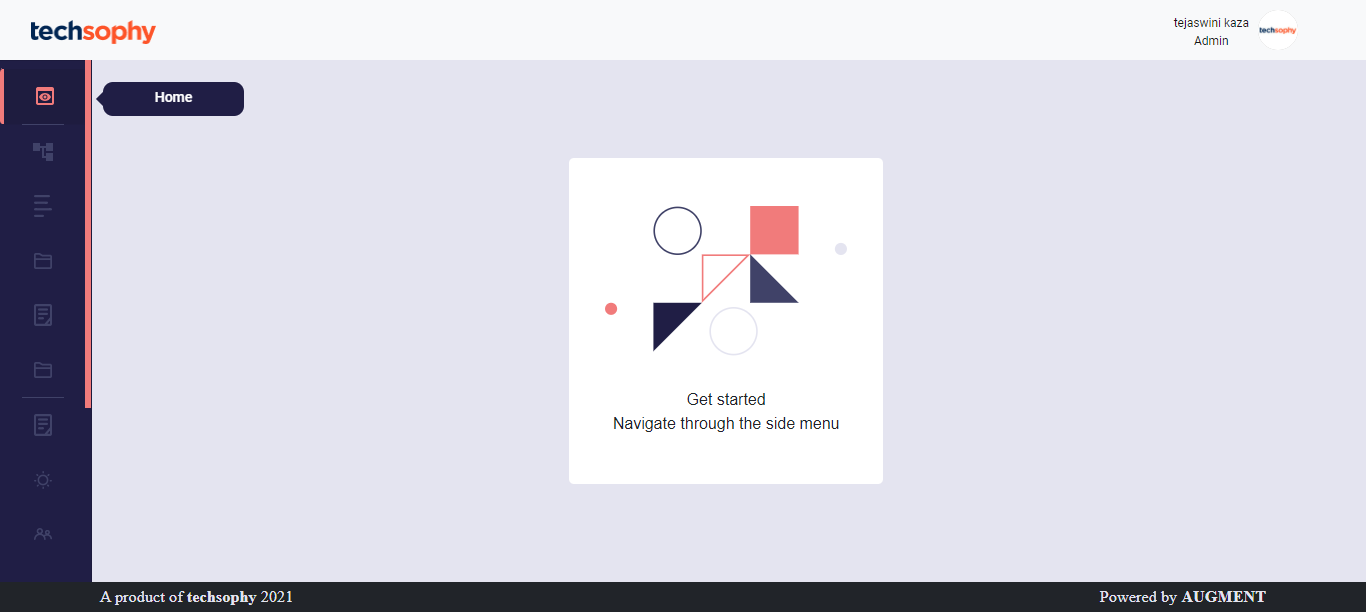 techsophy
tejaswini kaza
Admin
techsophy
Home
Get started
Navigate through the side menu
A product of techsophy 2021
Powered by AUGMENT